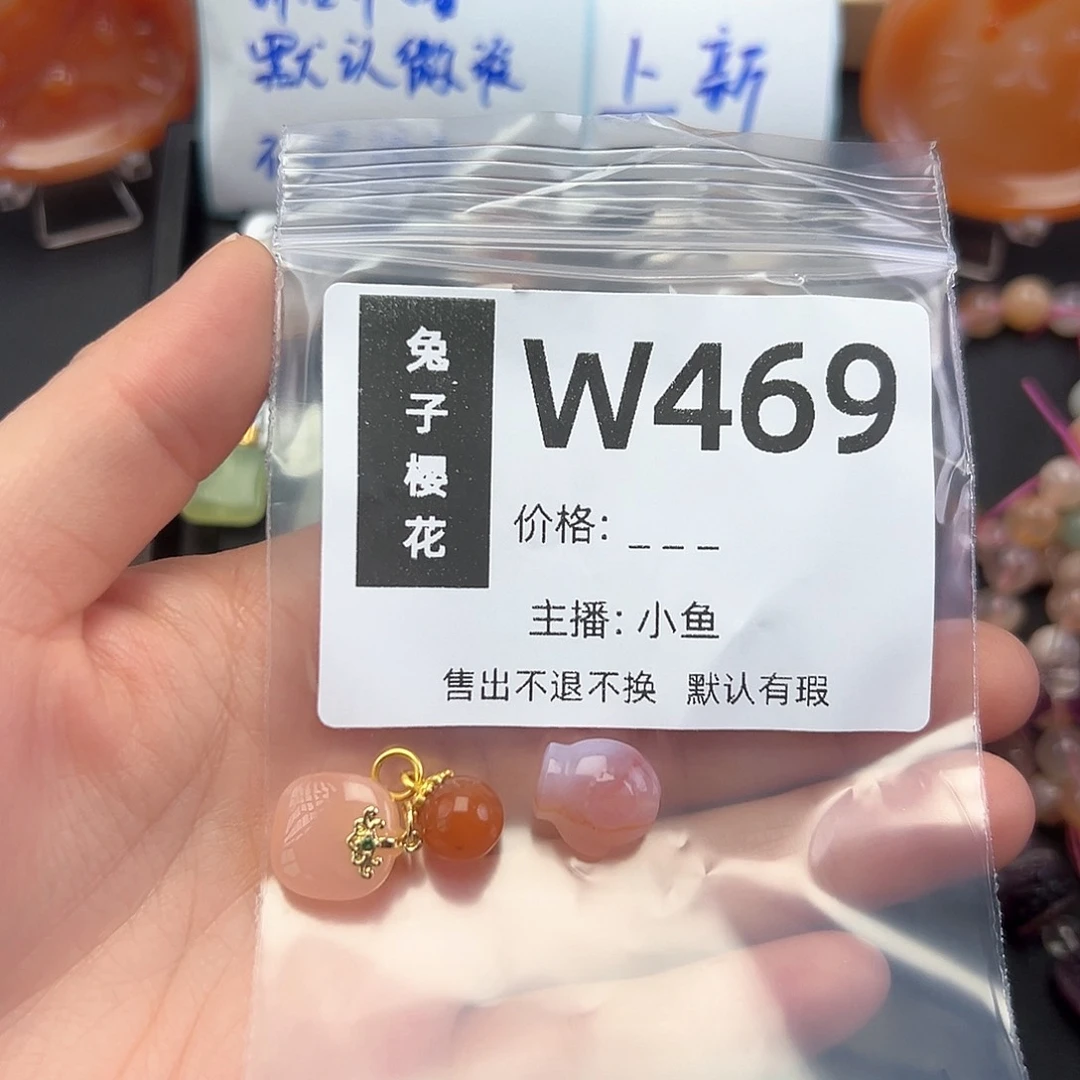 默认微瑕
上新
兔子樱花
W469
价格: _ _ _
主播: 小鱼
售出不退不换 默认有瑕